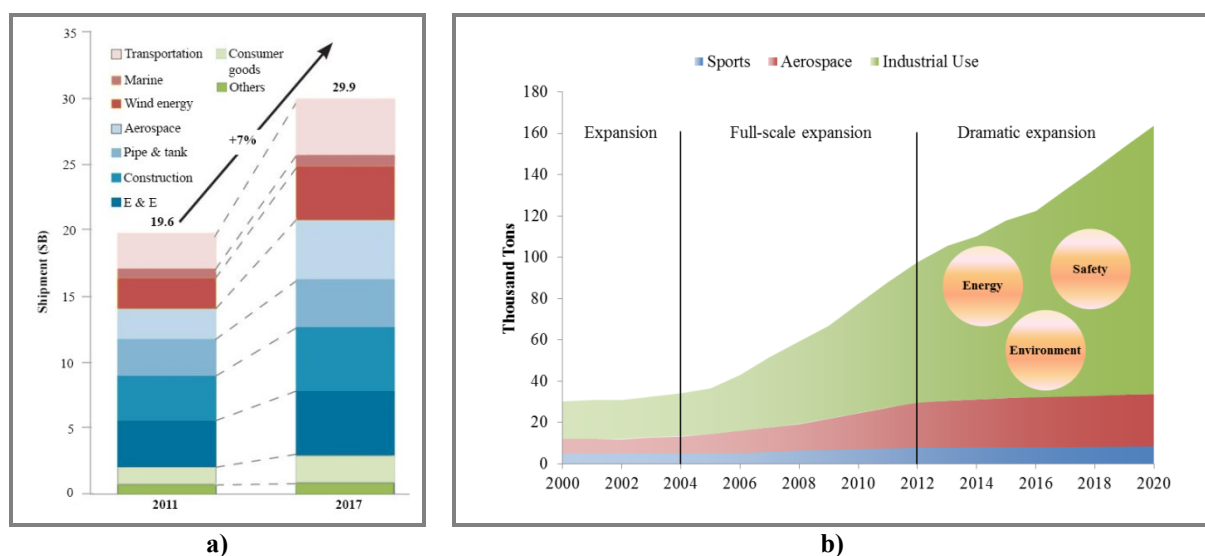 35
30
25
20
15
10
5
0
Shipment (SB)
Transportation
Marine
Wind energy
Aerospace
Pipe & tank
Construction
E & E
Consumer
goods
Others
+7%
19.6
29.9
2011
2017
a)
Sports Aerospace Industrial Use
180
160
140
120
100
80
60
40
20
0
Thousand Tons
Expansion Full-scale expansion Dramatic expansion
Energy
Safety
Environment
2000 2002 2004 2006 2008 2010 2012 2014 2016 2018 2020
b)